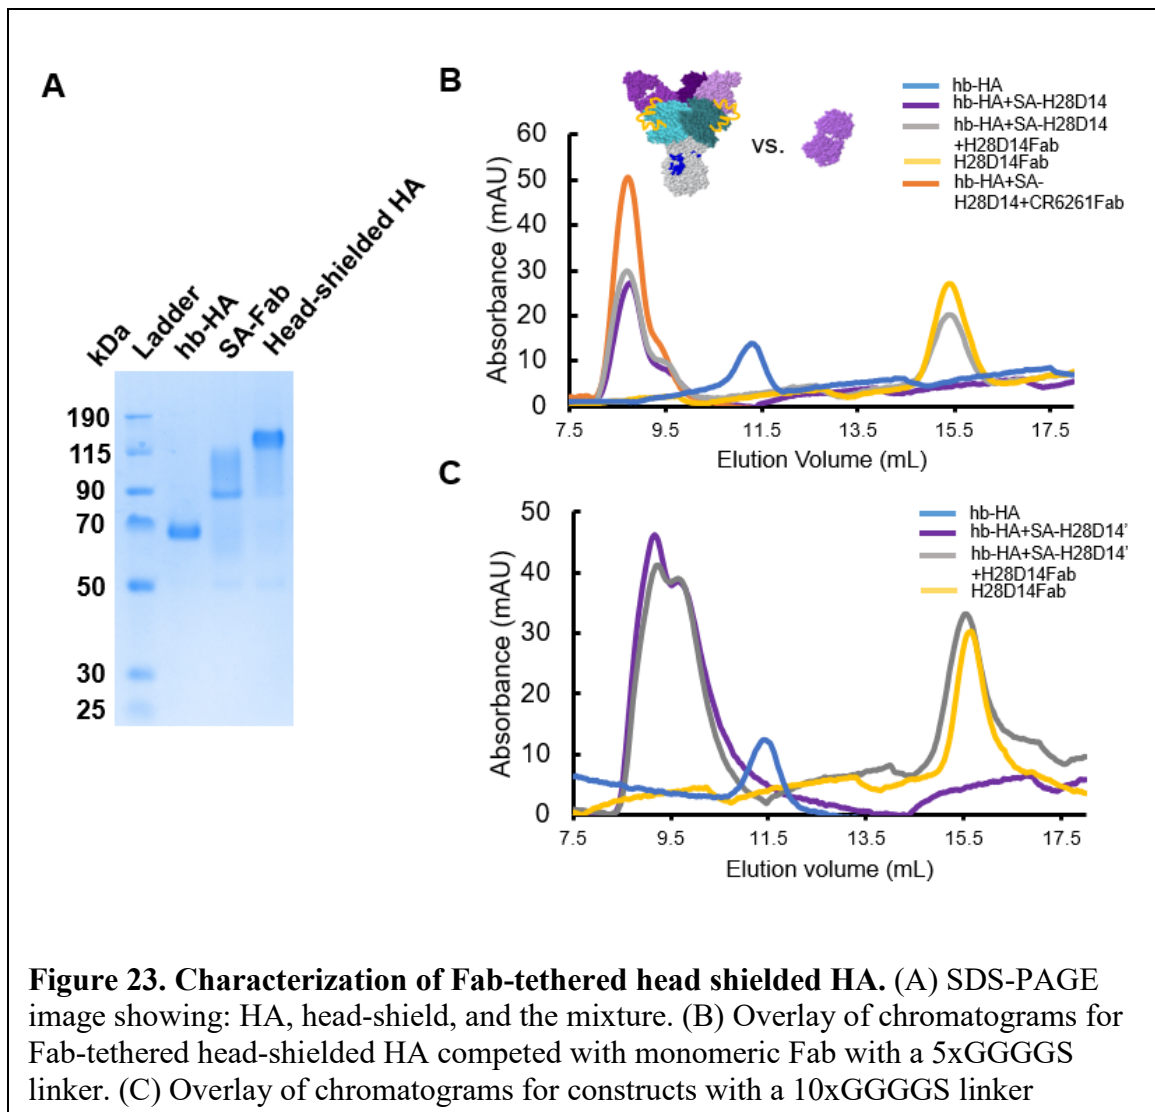 A
kDa
Ladder
hb-HA
SA-Fab
Head-shielded HA
190
115
90
70
50
30
25
B
vs.
hb-HA
hb-HA+SA-H28D14
hb-HA+SA-H28D14
+H28D14Fab
H28D14Fab
hb-HA+SA-
H28D14+CR6261Fab
Absorbance (mAU)
60
50
40
30
20
10
0
7.5 9.5 11.5 13.5 15.5 17.5
Elution Volume (mL)
C
hb-HA
hb-HA+SA-H28D14'
hb-HA+SA-H28D14'
+H28D14Fab
H28D14Fab
Absorbance (mAU)
50
40
30
20
10
0
7.5 9.5 11.5 13.5 15.5 17.5
Elution volume (mL)
Figure 23. Characterization of Fab-tethered head shielded HA. (A) SDS-PAGE
image showing: HA, head-shield, and the mixture. (B) Overlay of chromatograms for
Fab-tethered head-shielded HA competed with monomeric Fab with a 5xGGGGS
linker. (C) Overlay of chromatograms for constructs with a 10xGGGGS linker